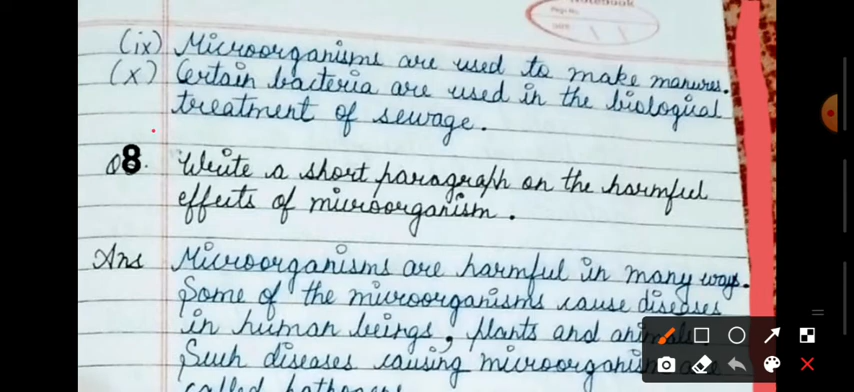 Notebook
(ix) Microorganisms are used to make manures.
(x) Certain bacteria are used in the biological
treatment of sewage.
Q8. Write a short paragraph on the harmful
effects of microorganism.
Ans Microorganisms are harmful in many ways.
Some of the microorganisms cause diseases
in human beings, plants and
Such diseases causing
called